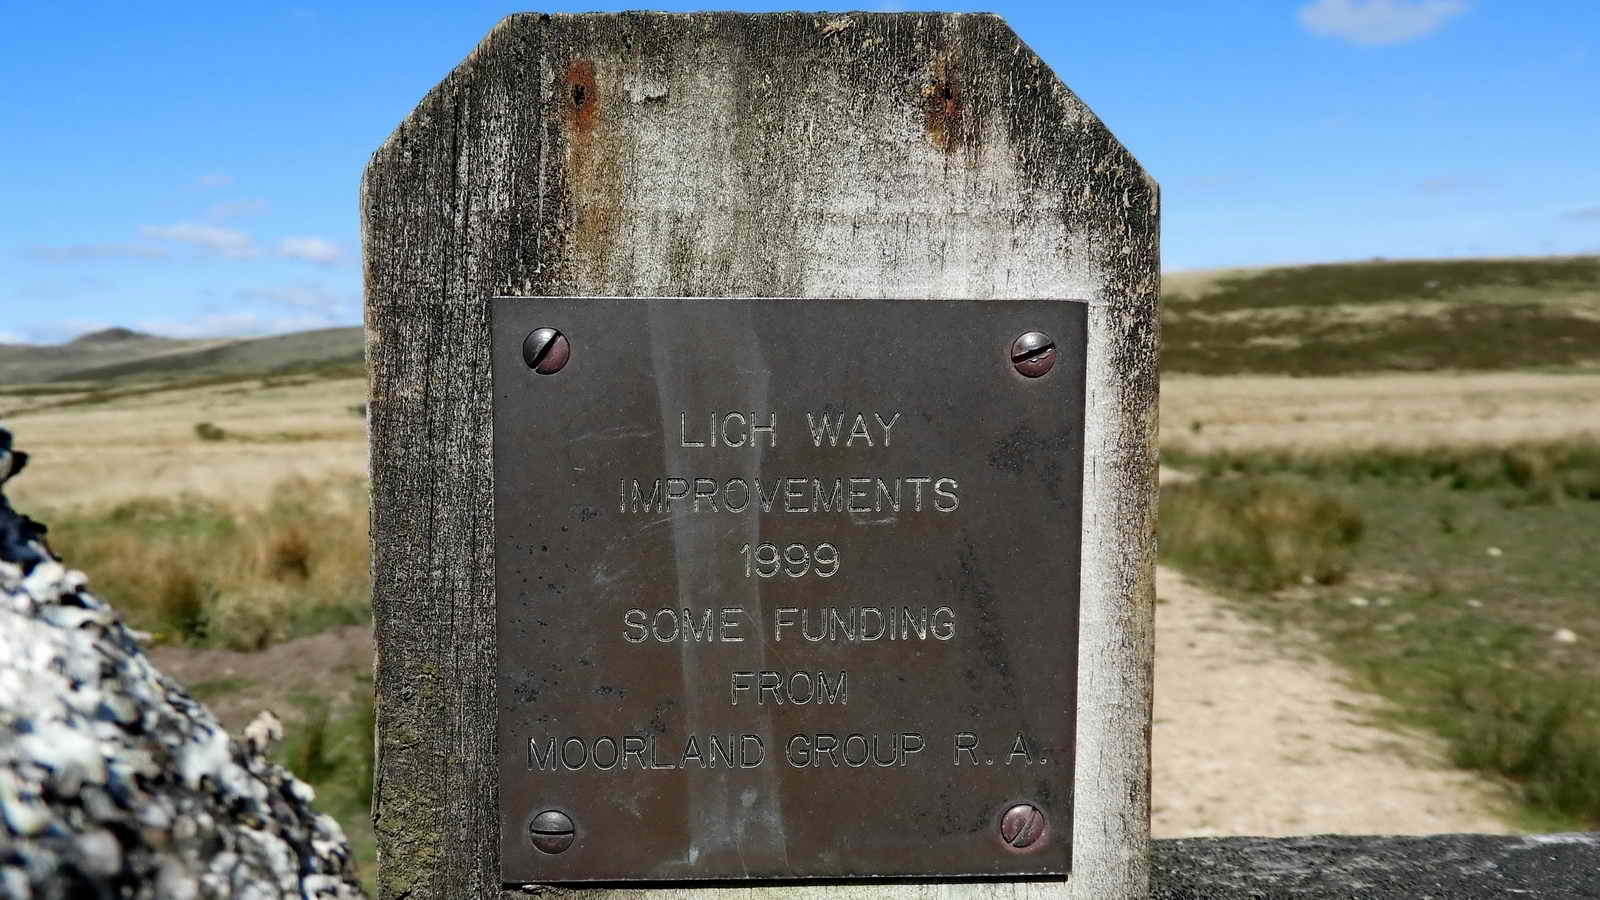 LICH WAY
IMPROVEMENTS
1999
SOME FUNDING
FROM
MOORLAND GROUP R.A.